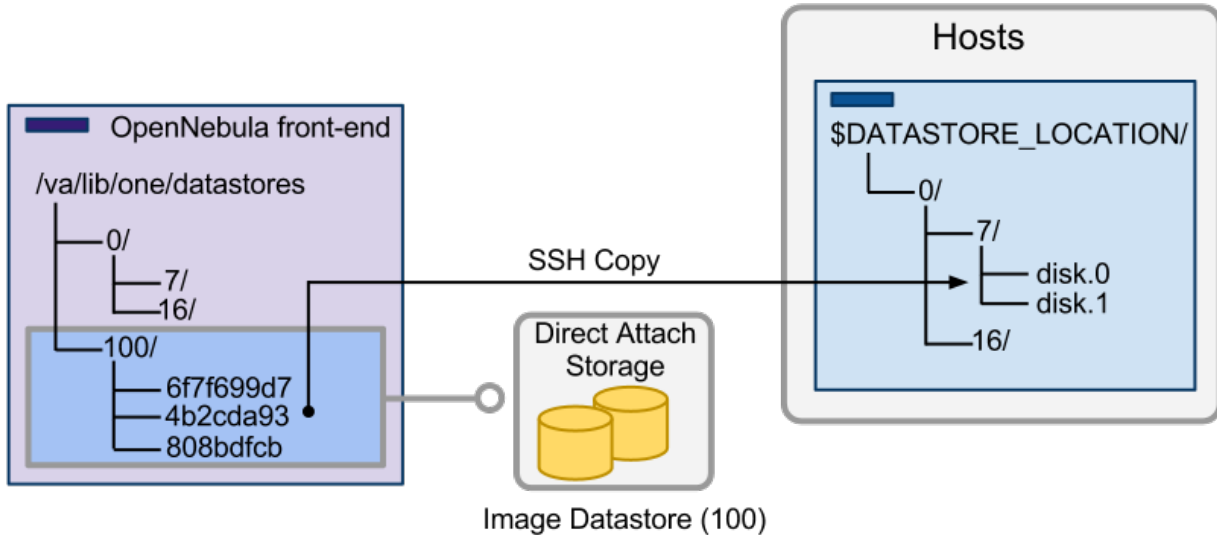 OpenNebula front-end
/va/lib/one/datastores
0/
7/
16/
100/
6f7f699d7
4b2cda93
808bdfcb
SSH Copy
Direct Attach
Storage
Image Datastore (100)
Hosts
$DATASTORE_LOCATION/
0/
7/
disk.0
disk.1
16/